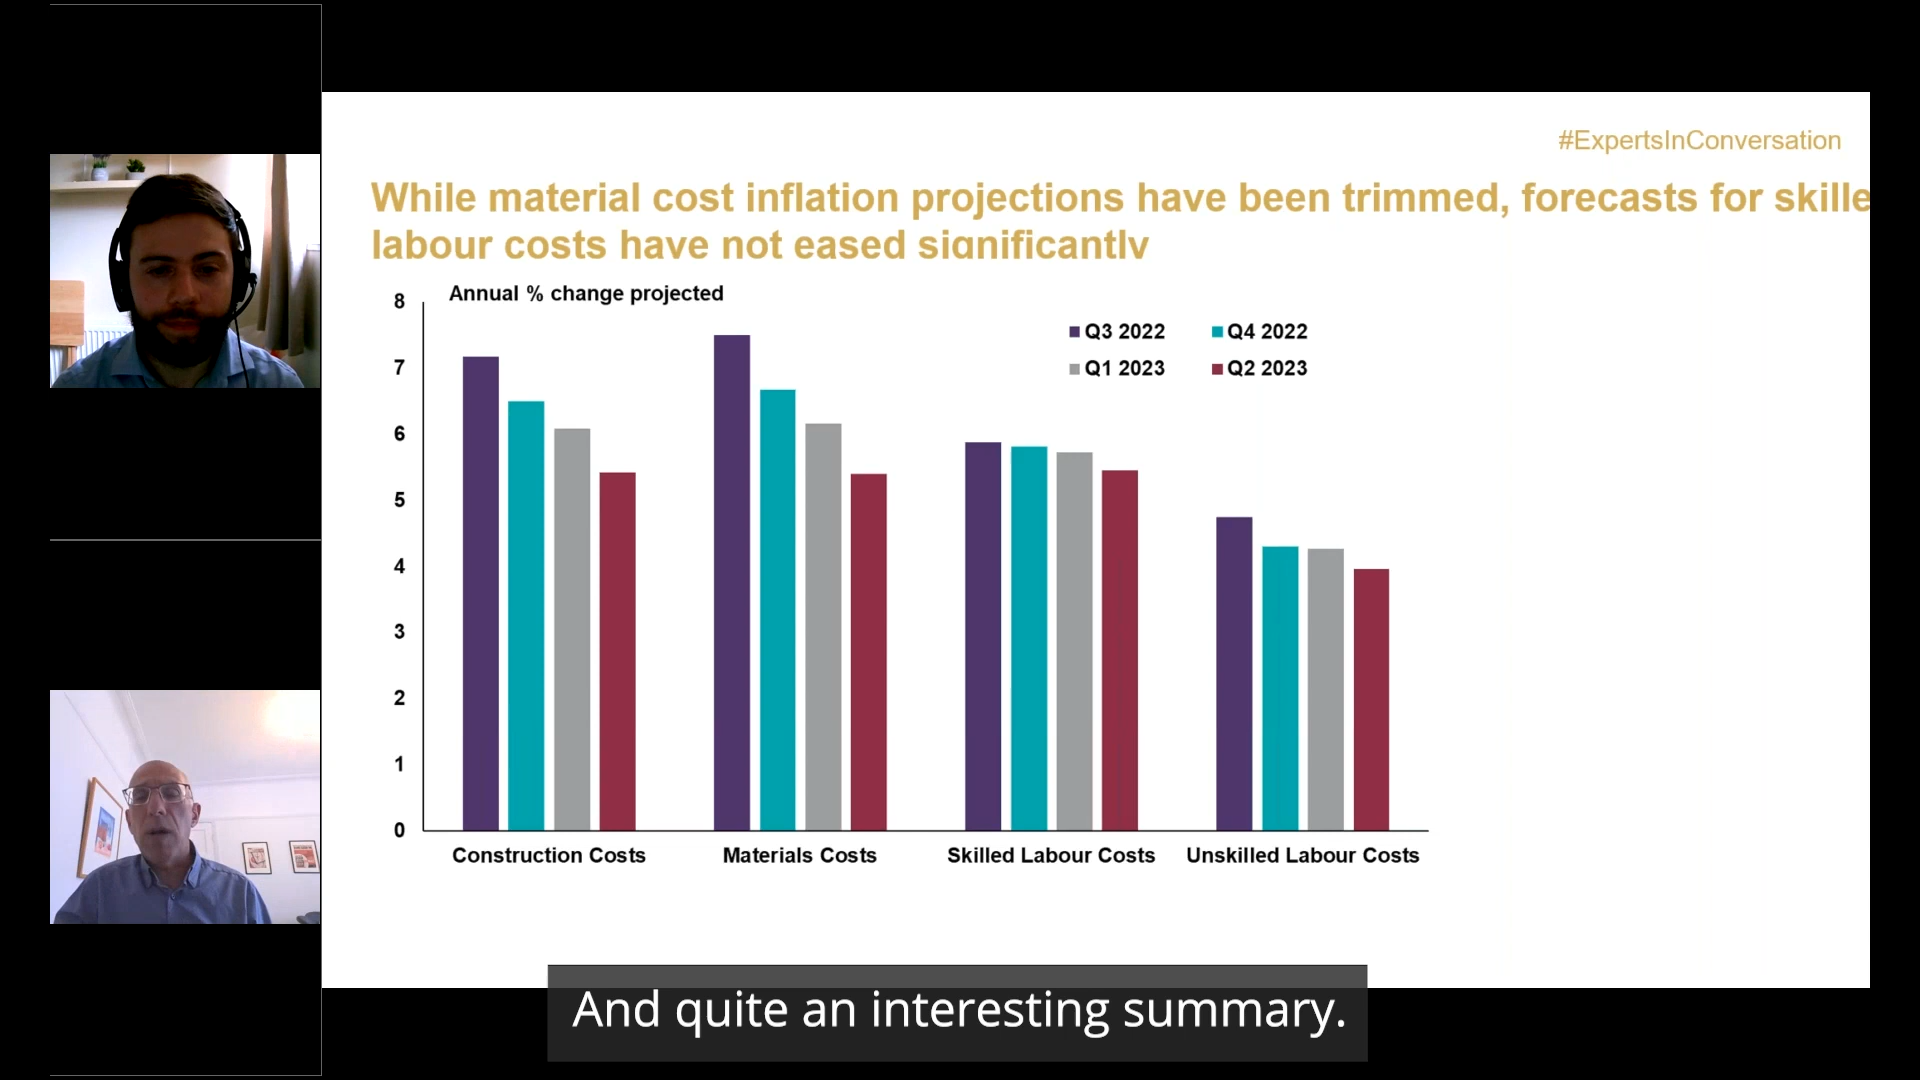 #ExpertsInConversation
While material cost inflation projections have been trimmed, forecasts for skille
labour costs have not eased significantly
Annual % change projected
8
7
6
5
4
3
2
1
0
Q3 2022
Q4 2022
Q1 2023
Q2 2023
Construction Costs
Materials Costs
Skilled Labour Costs
Unskilled Labour Costs
And quite an interesting summary.